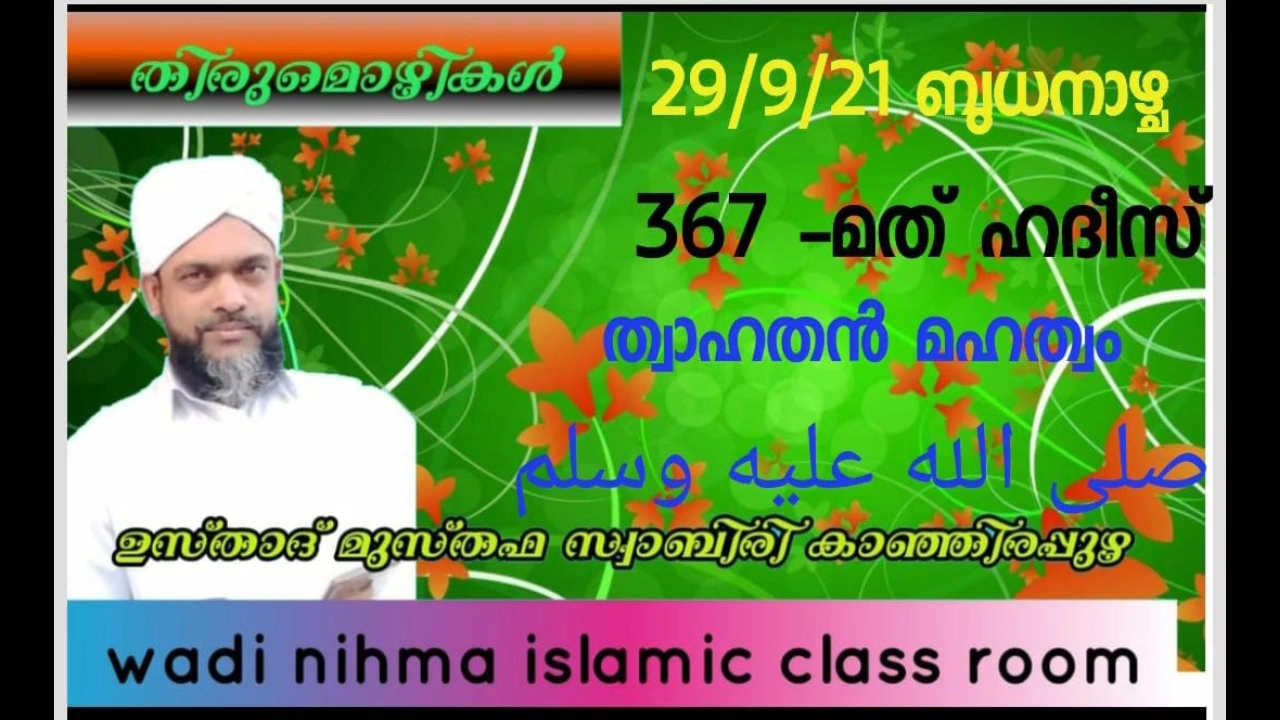 തിരുമൊഴികൾ
29/9/21 ബുധനാഴ്ച
367 -മത് ഹദീസ്
ത്വാഹതൻ മഹത്വം
صلى الله عليه وسلم
ഉസ്താദ് മുസ്തഫ സ്വാബിരി കാഞ്ഞിരപ്പുഴ
wadi nihma islamic class room